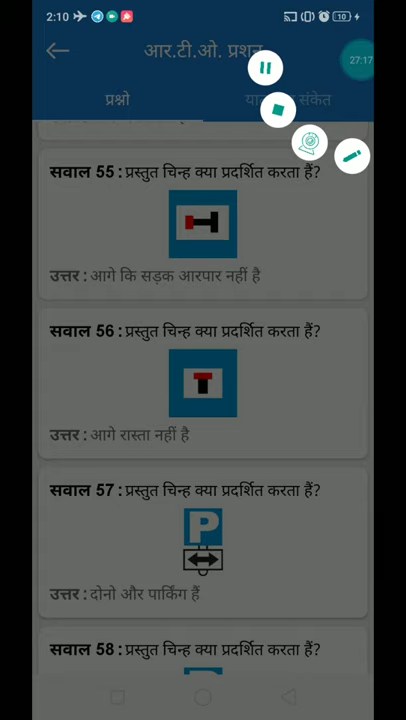 2:10
10
आर.टी.ओ. प्रशन
27:17
प्रश्नो
संकेत
सवाल 55 : प्रस्तुत चिन्ह क्या प्रदर्शित करता हैं?
उत्तर : आगे कि सड़क आरपार नहीं है
सवाल 56 : प्रस्तुत चिन्ह क्या प्रदर्शित करता हैं?
उत्तर : आगे रास्ता नहीं है
सवाल 57 : प्रस्तुत चिन्ह क्या प्रदर्शित करता हैं?
P
उत्तर : दोनो और पार्किंग हैं
सवाल 58 : प्रस्तुत चिन्ह क्या प्रदर्शित करता हैं?